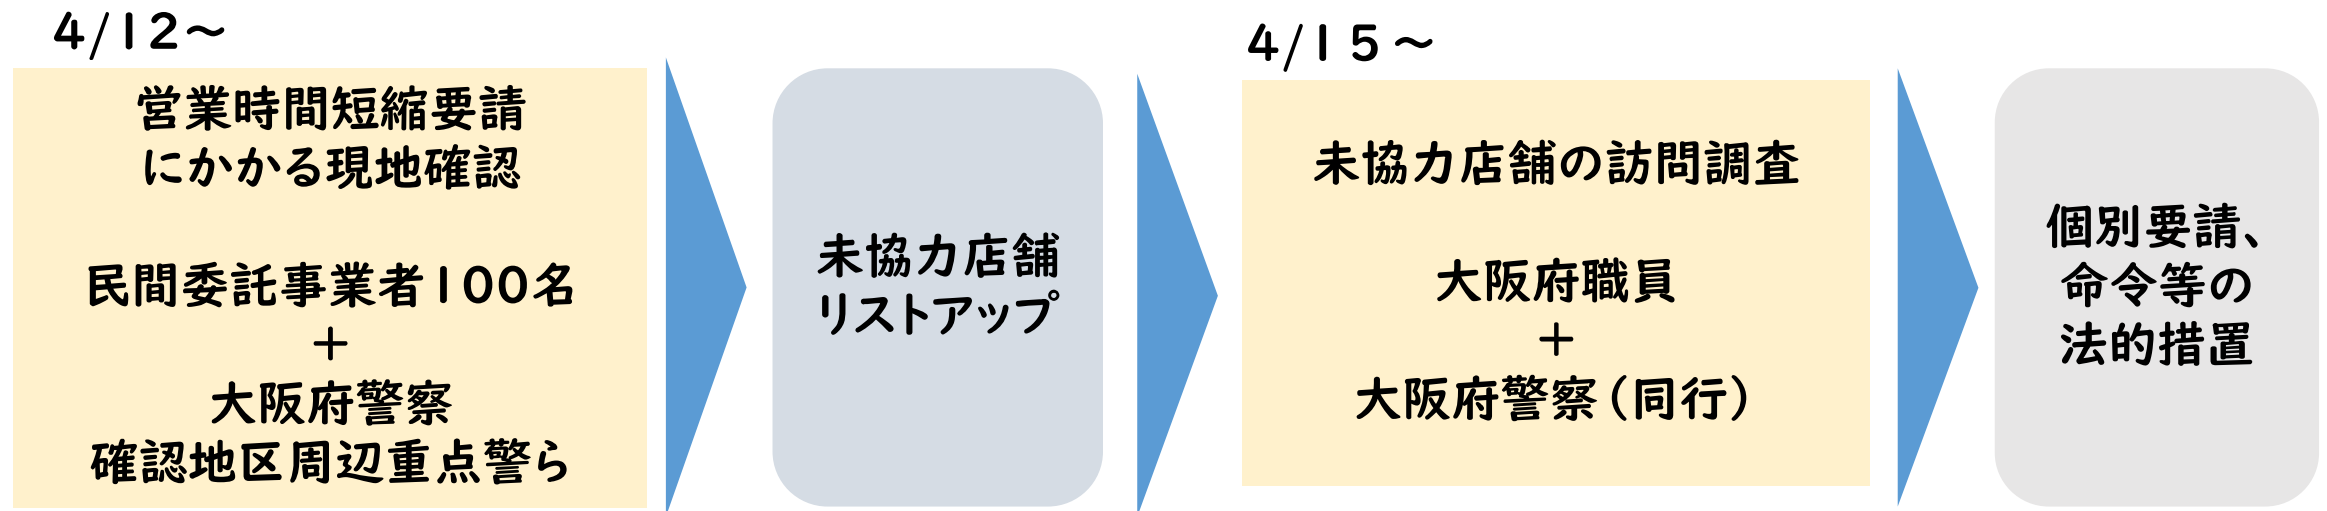 4/12～
営業時間短縮要請
にかかる現地確認
民間委託事業者100名
＋
大阪府警察
確認地区周辺重点警ら
未協力店舗
リストアップ
4/15～
未協力店舗の訪問調査
大阪府職員
＋
大阪府警察（同行）
個別要請、
命令等の
法的措置